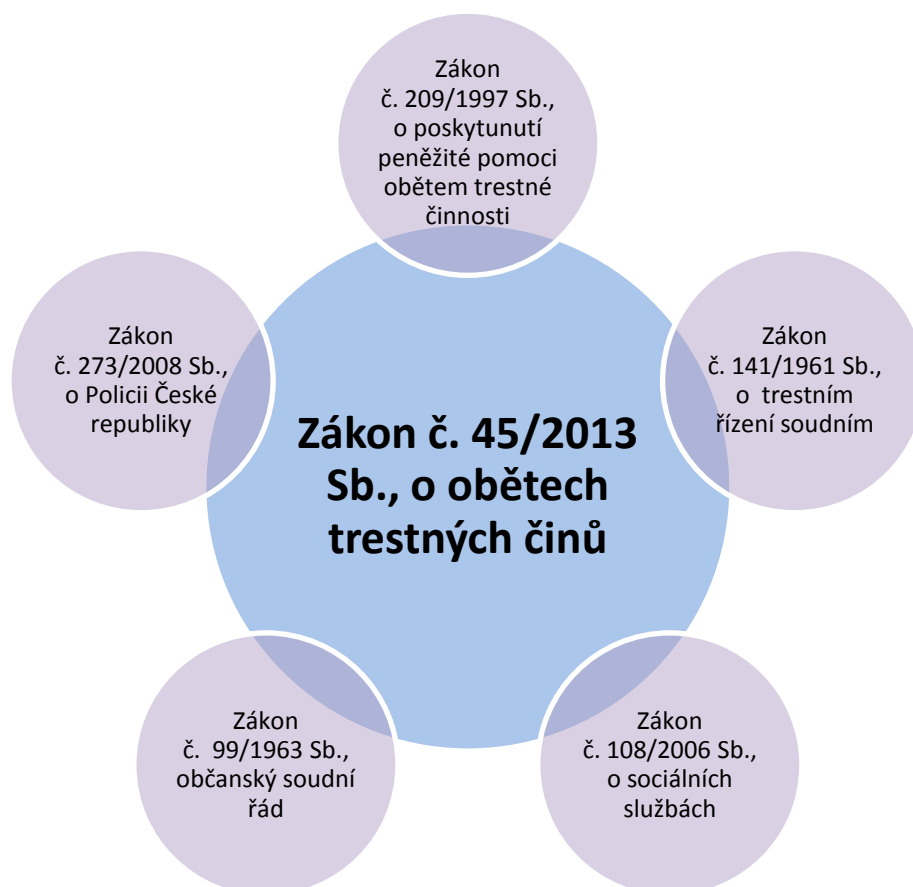 Zákon
č. 209/1997 Sb.,
o poskytunutí
peněžité pomoci
obětem trestné
činnosti
Zákon
č. 273/2008 Sb.,
o Policii České
republiky
Zákon
č. 141/1961 Sb.,
o trestním
řízení soudním
Zákon č. 45/2013
Sb., o obětech
trestných činů
Zákon
č. 99/1963 Sb.,
občanský soudní
řád
Zákon
č. 108/2006 Sb.,
o sociálních
službách